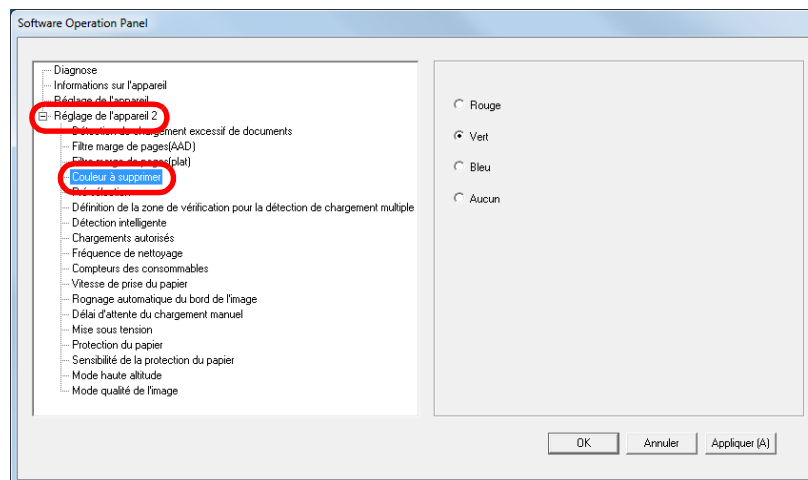 Software Operation Panel
Diagnose
Informations sur l'appareil
Réglage de l'appareil
Réglage de l'appareil 2
Détection de chargement excessif de documents
Filtre marge de pages(AAD)
Filtre marge de pages(plat)
Couleur à supprimer
Pré-sélection
Définition de la zone de vérification pour la détection de chargement multiple
Détection intelligente
Chargements autorisés
Fréquence de nettoyage
Compteurs des consommables
Vitesse de prise du papier
Rognage automatique du bord de l'image
Délai d'attente du chargement manuel
Mise sous tension
Protection du papier
Sensibilité de la protection du papier
Mode haute altitude
Mode qualité de l'image
Rouge
Vert
Bleu
Aucun
OK
Annuler
Appliquer (A)